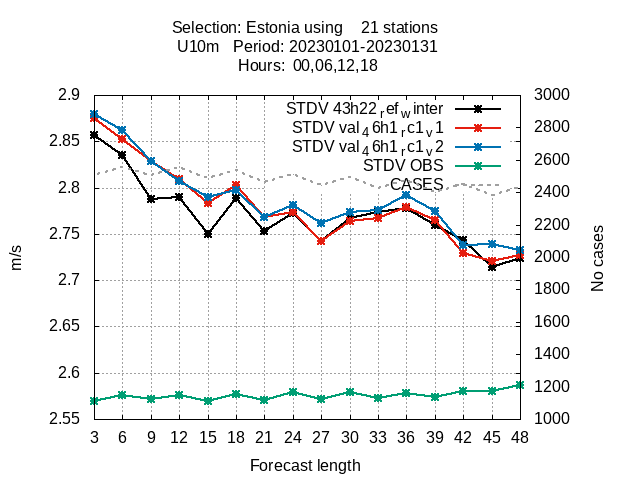 Selection: Estonia using    21 stations
U10m   Period: 20230101-20230131
Hours:  00,06,12,18
STDV 43h22refwinter
STDV val46h1rc1v1
STDV val46h1rc1v2
STDV OBS
CASES
2.9
2.85
2.8
2.75
2.7
2.65
2.6
2.55
3000
2800
2600
2400
2200
2000
1800
1600
1400
1200
1000
m/s
No cases
3 6 9 12 15 18 21 24 27 30 33 36 39 42 45 48
Forecast length